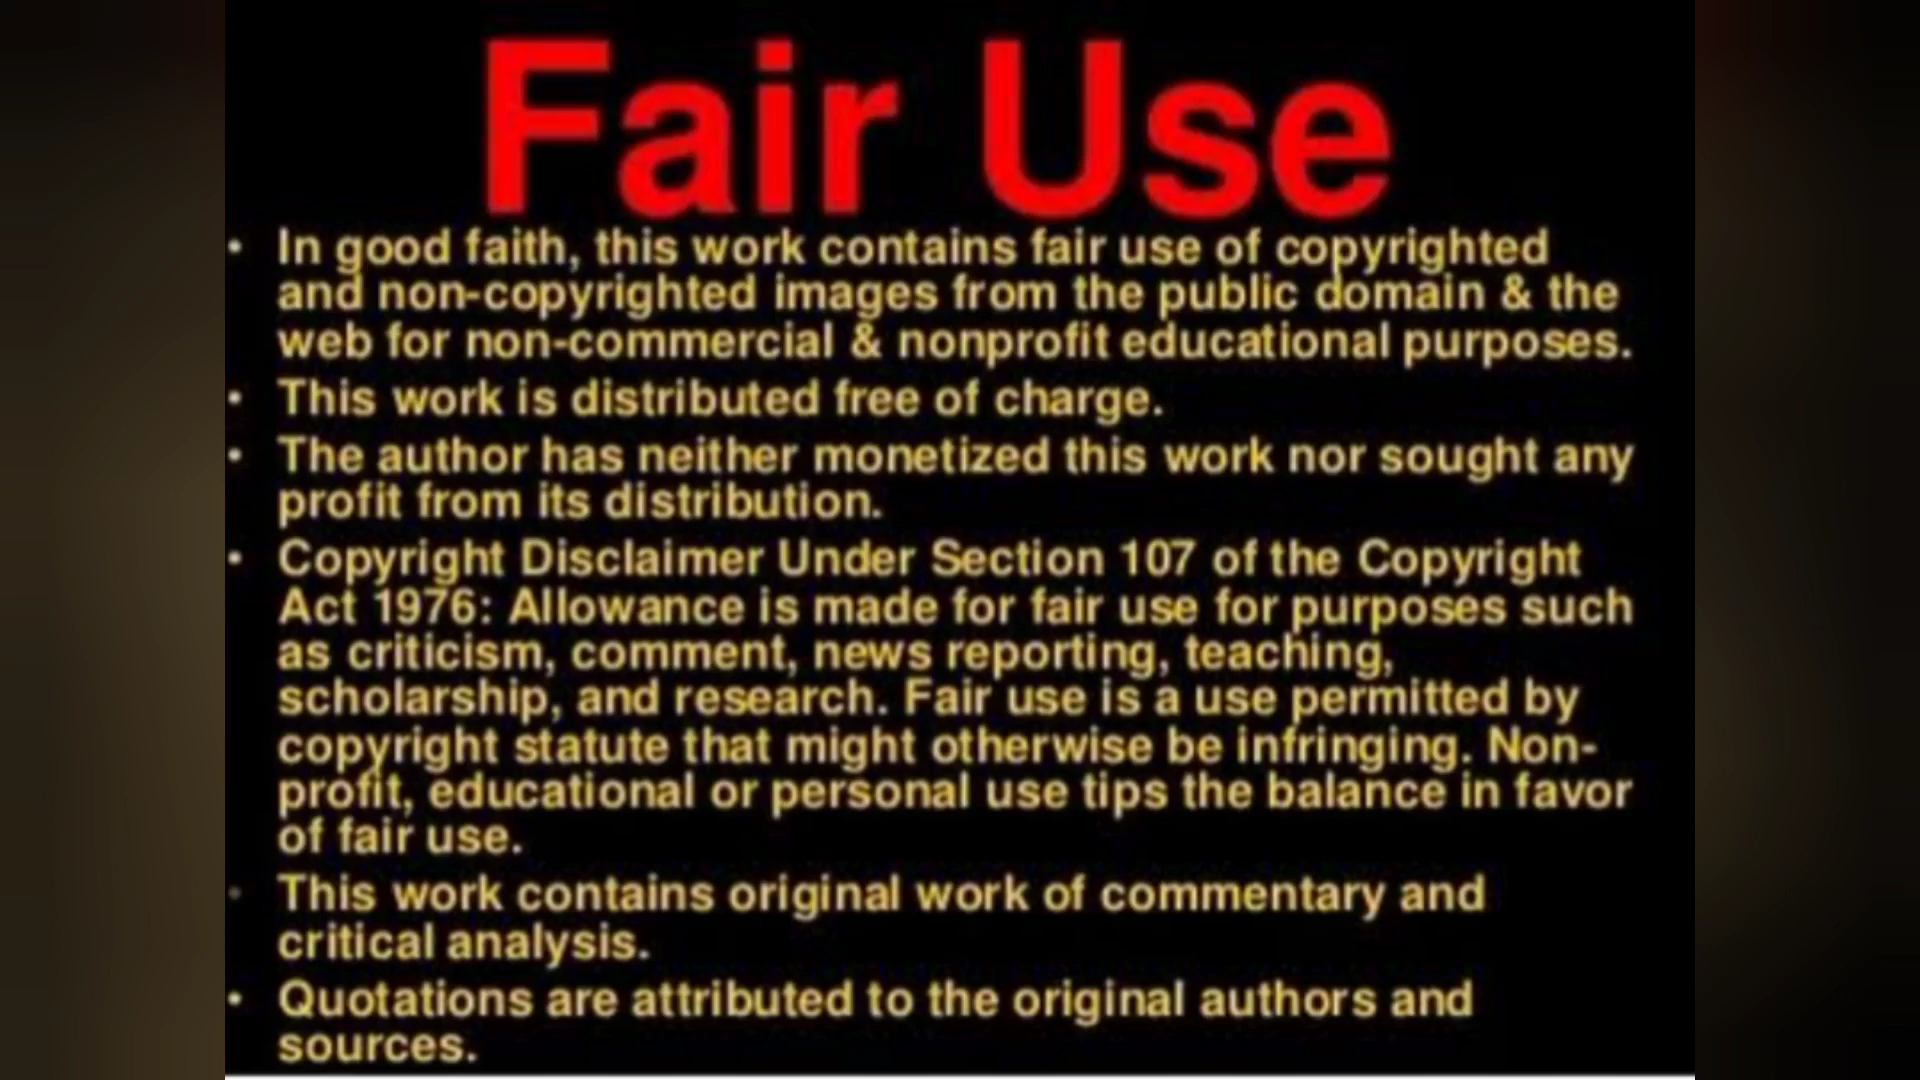 Fair Use
• In good faith, this work contains fair use of copyrighted
and non-copyrighted images from the public domain & the
web for non-commercial & nonprofit educational purposes.
• This work is distributed free of charge.
• The author has neither monetized this work nor sought any
profit from its distribution.
• Copyright Disclaimer Under Section 107 of the Copyright
Act 1976: Allowance is made for fair use for purposes such
as criticism, comment, news reporting, teaching,
scholarship, and research. Fair use is a use permitted by
copyright statute that might otherwise be infringing. Non-
profit, educational or personal use tips the balance in favor
of fair use.
• This work contains original work of commentary and
critical analysis.
• Quotations are attributed to the original authors and
sources.